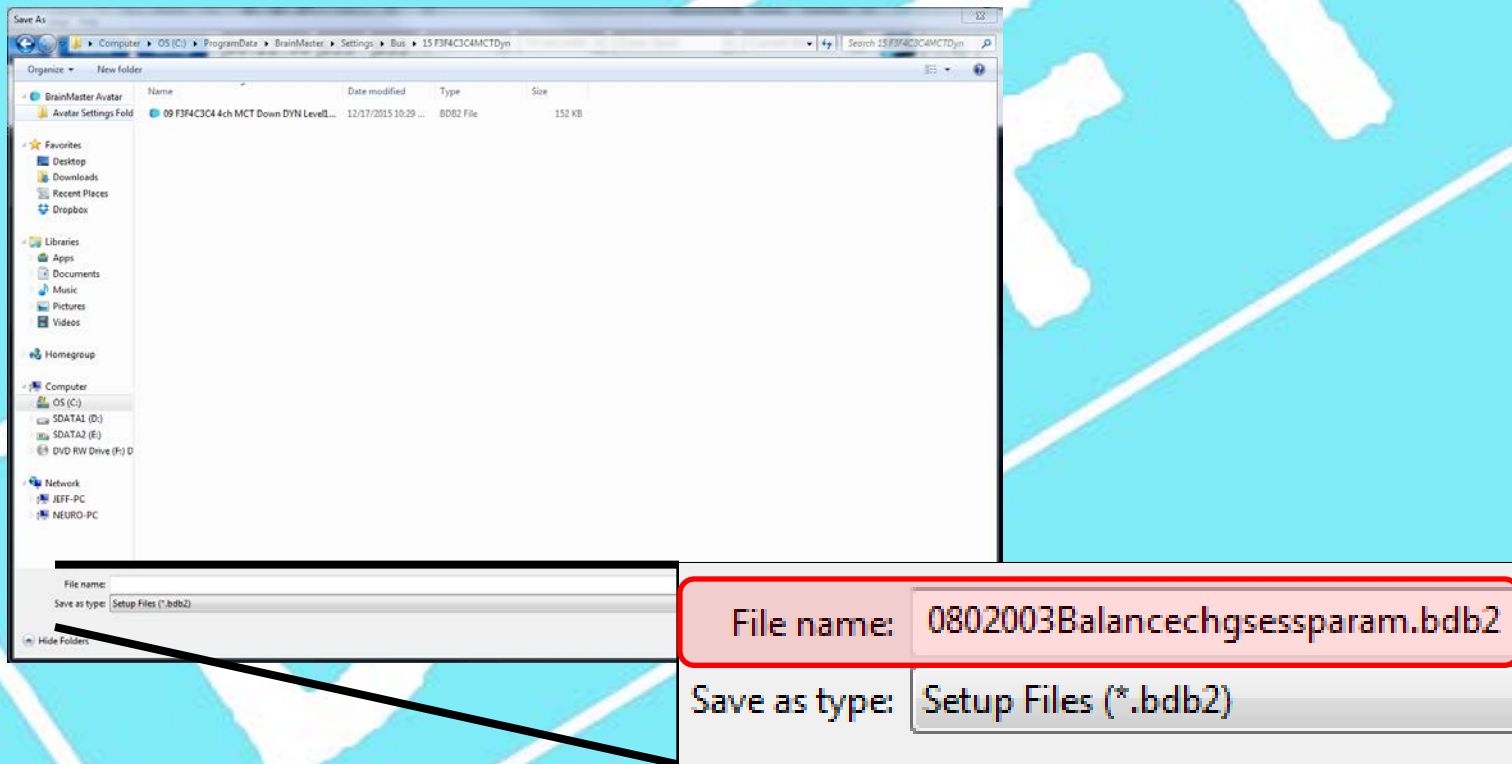 Save As
Computer ▸ OS (C:) ▸ ProgramData ▸ BrainMaster ▸ Settings ▸ Bus ▸ 15 F3F4C3C4MCTDyn
Search 15 F3F4C3C4MCTDyn
Organize New folder
Name Date modified Type Size
BrainMaster Avatar
Avatar Settings Fold
09 F3F4C3C4 4ch MCT Down DYN Level1... 12/17/2015 10:29 ... BDB2 File 152 KB
Favorites
Desktop
Downloads
Recent Places
Dropbox
Libraries
Apps
Documents
Music
Pictures
Videos
Homegroup
Computer
OS (C:)
SDATA1 (D:)
SDATA2 (E:)
DVD RW Drive (F:) D
Network
JEFF-PC
NEURO-PC
File name:
Save as type: Setup Files (*.bdb2)
Hide Folders
File name: 0802003Balancechgsessparam.bdb2
Save as type: Setup Files (*.bdb2)